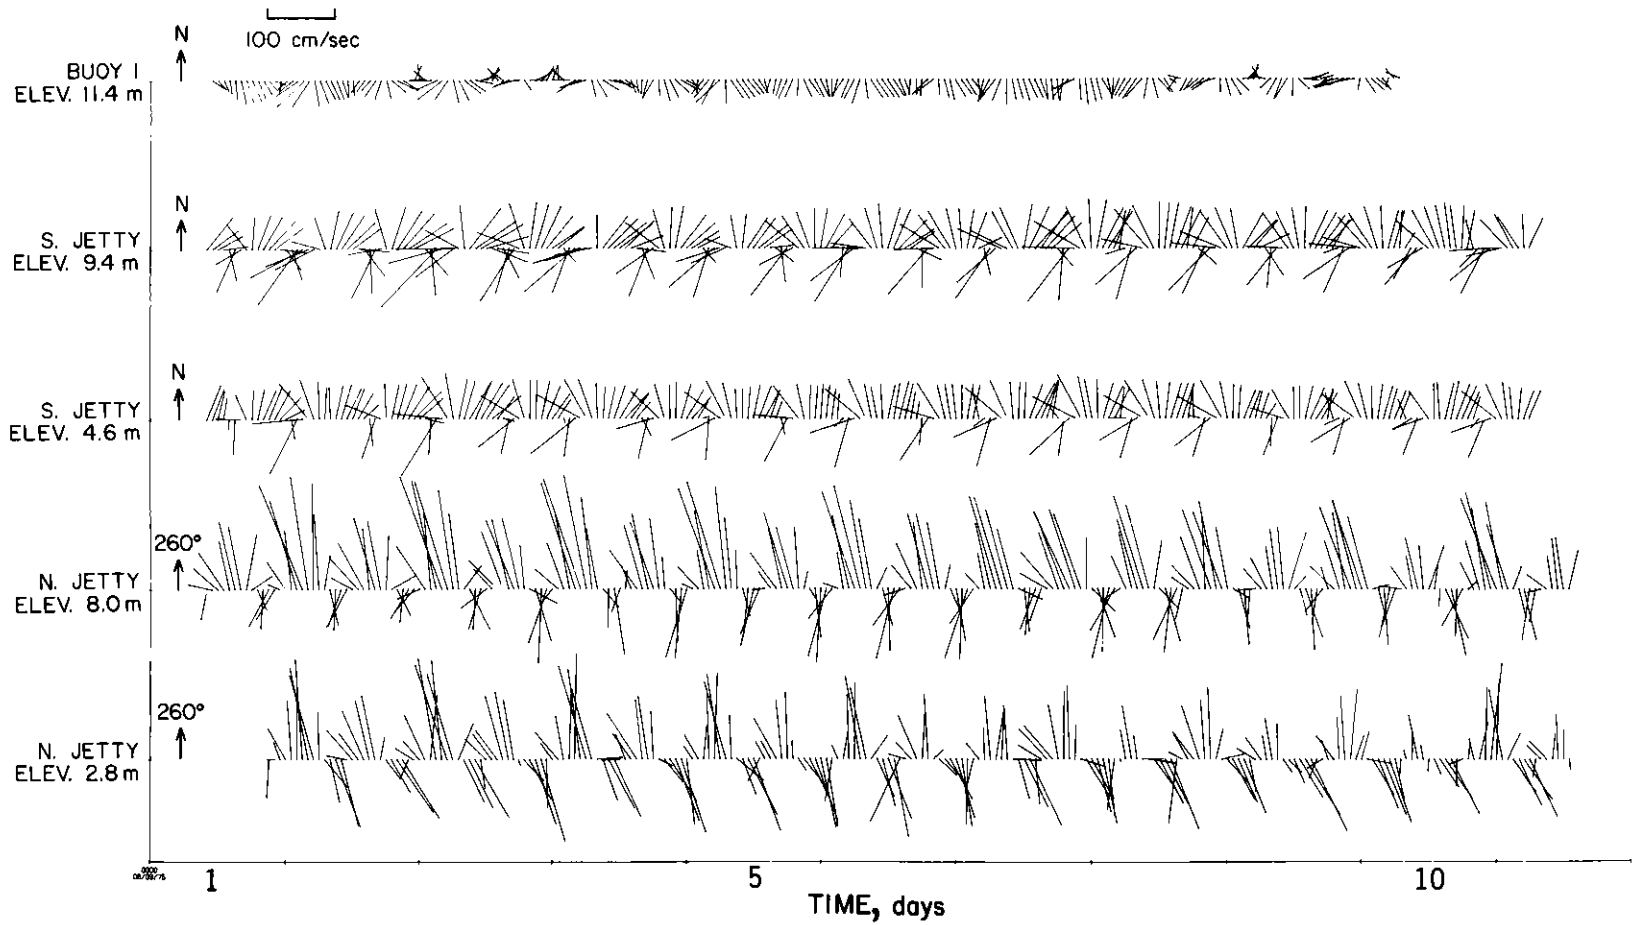 100 cm/sec
N
BUOY 1
ELEV. 11.4 m
N
S. JETTY
ELEV. 9.4 m
N
S. JETTY
ELEV. 4.6 m
260°
N. JETTY
ELEV. 8.0 m
260°
N. JETTY
ELEV. 2.8 m
1 5 10
TIME, days